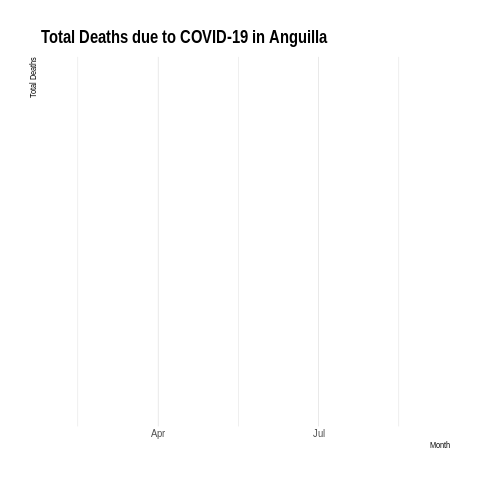 Total Deaths due to COVID-19 in Anguilla
Total Deaths
Apr
Jul
Month